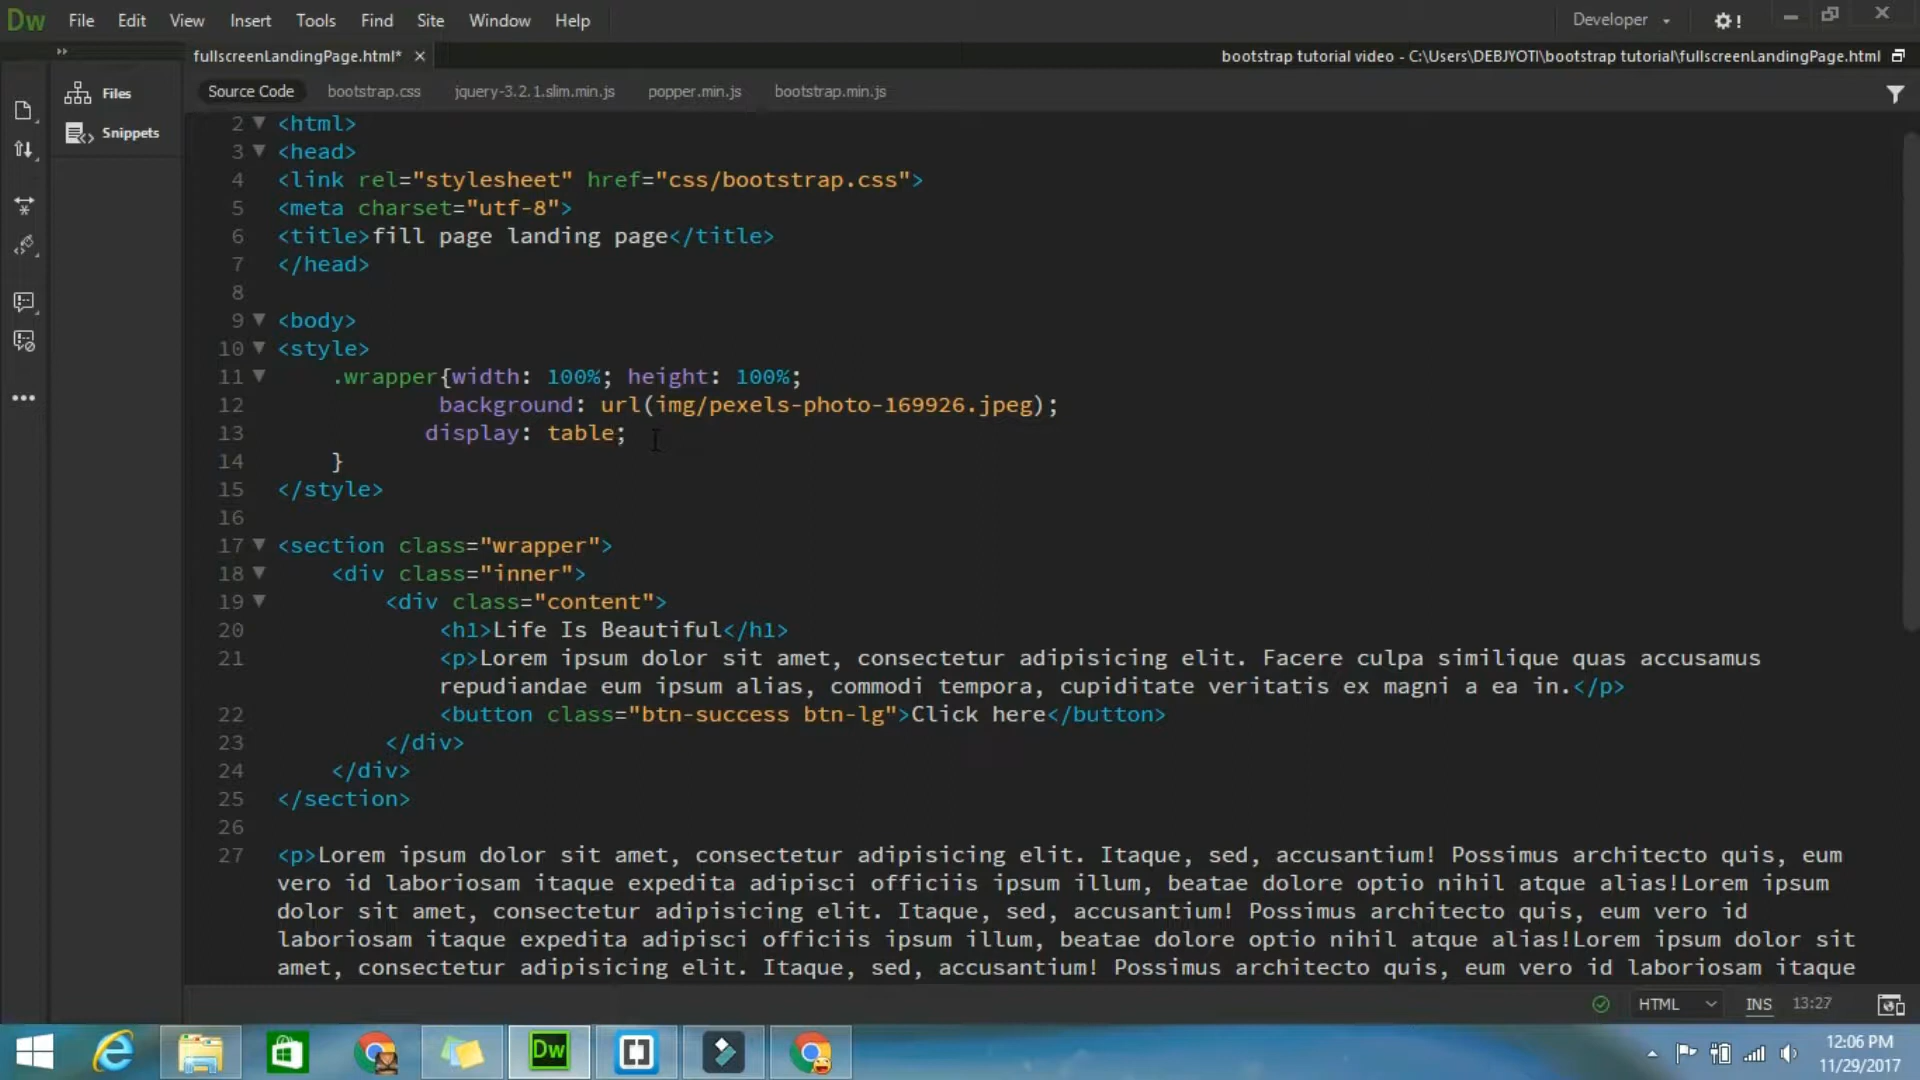 Dw File Edit View Insert Tools Find Site Window Help Developer !
fullscreenLandingPage.html* bootstrap tutorial video - C:\Users\DEBJYOTI\bootstrap tutorial\fullscreenLandingPage.html
Files
Snippets
Source Code bootstrap.css jquery-3.2.1.slim.min.js popper.min.js bootstrap.min.js
2 <html>
3 <head>
4 <link rel="stylesheet" href="css/bootstrap.css">
5 <meta charset="utf-8">
6 <title>fill page landing page</title>
7 </head>
8
9 <body>
10 <style>
11 .wrapper{width: 100%; height: 100%;
12 background: url(img/pexels-photo-169926.jpeg);
13 display: table;
14 }
15 </style>
16
17 <section class="wrapper">
18 <div class="inner">
19 <div class="content">
20 <h1>Life Is Beautiful</h1>
21 <p>Lorem ipsum dolor sit amet, consectetur adipisicing elit. Facere culpa similique quas accusamus
repudiandae eum ipsum alias, commodi tempora, cupiditate veritatis ex magni a ea in.</p>
22 <button class="btn-success btn-lg">Click here</button>
23 </div>
24 </div>
25 </section>
26
27 <p>Lorem ipsum dolor sit amet, consectetur adipisicing elit. Itaque, sed, accusantium! Possimus architecto quis, eum
vero id laboriosam itaque expedita adipisci officiis ipsum illum, beatae dolore optio nihil atque alias!Lorem ipsum
dolor sit amet, consectetur adipisicing elit. Itaque, sed, accusantium! Possimus architecto quis, eum vero id
laboriosam itaque expedita adipisci officiis ipsum illum, beatae dolore optio nihil atque alias!Lorem ipsum dolor sit
amet, consectetur adipisicing elit. Itaque, sed, accusantium! Possimus architecto quis, eum vero id laboriosam itaque
HTML INS 13:27
Dw
12:06 PM
11/29/2017